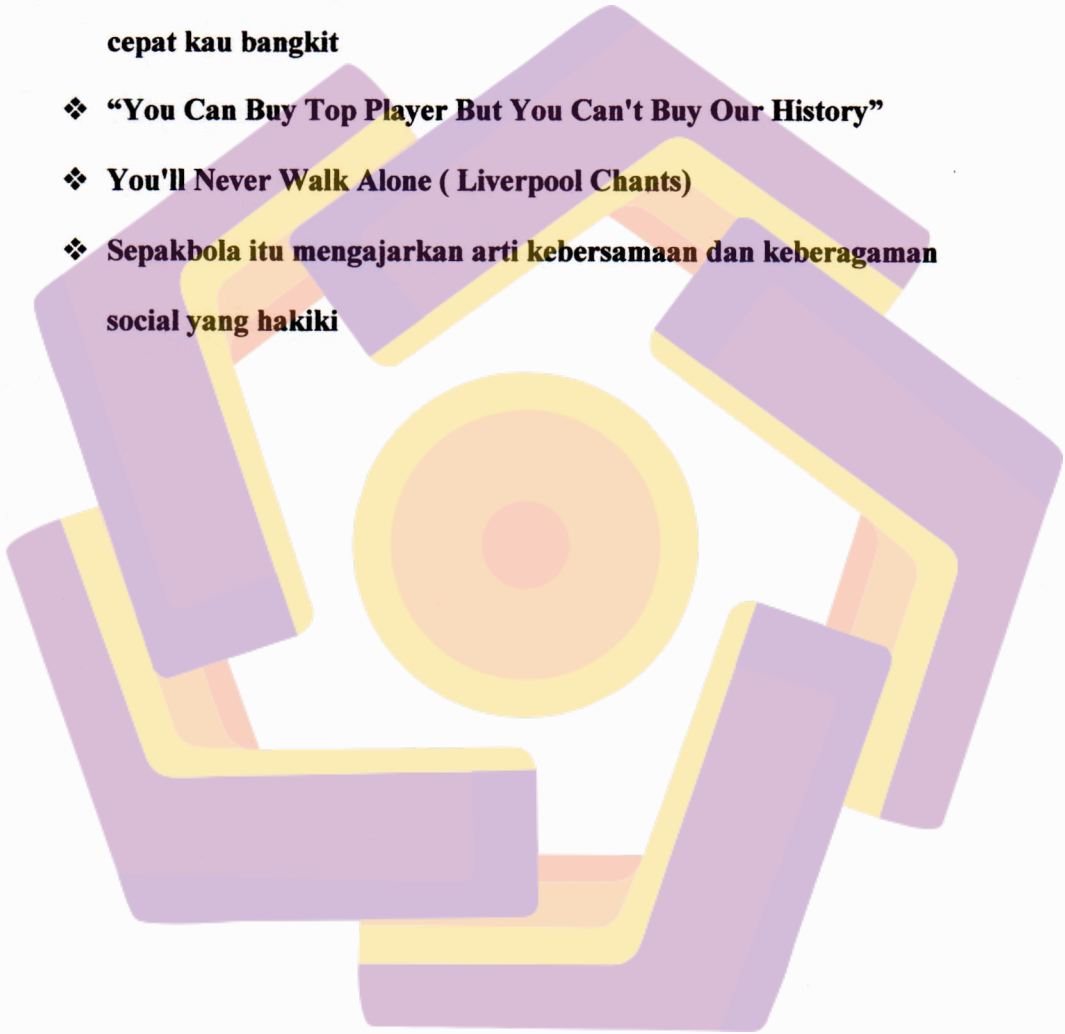 cepat kau bangkit
❖ “You Can Buy Top Player But You Can't Buy Our History”
❖ You'll Never Walk Alone ( Liverpool Chants)
❖ Sepakbola itu mengajarkan arti kebersamaan dan keberagaman
social yang hakiki